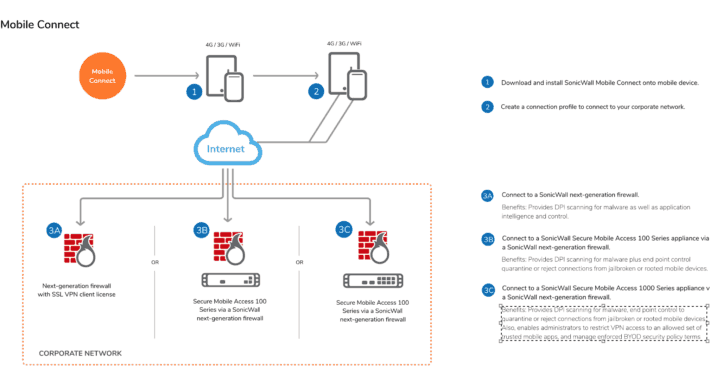 Mobile Connect
4G / 3G / WiFi
4G / 3G / WiFi
Mobile
Connect
1
2
Internet
1 Download and install SonicWall Mobile Connect onto mobile device.
2 Create a connection profile to connect to your corporate network.
3A
Next-generation firewall
with SSL VPN client license
OR
3B
Secure Mobile Access 100
Series via a SonicWall
next-generation firewall
OR
3C
Secure Mobile Access 100
Series via a SonicWall
next-generation firewall
CORPORATE NETWORK
3A Connect to a SonicWall next-generation firewall.
Benefits: Provides DPI scanning for malware as well as application
intelligence and control.
3B Connect to a SonicWall Secure Mobile Access 100 Series appliance via
a SonicWall next-generation firewall.
Benefits: Provides DPI scanning for malware plus end point control
quarantine or reject connections from jailbroken or rooted mobile devices.
3C Connect to a SonicWall Secure Mobile Access 1000 Series appliance v
a SonicWall next-generation firewall.
Benefits: Provides DPI scanning for malware, end point control to
quarantine or reject connections from jailbroken or rooted mobile devices
Also, enables administrators to restrict VPN access to an allowed set of
trusted mobile apps, and manage enforced BYOD security policy terms